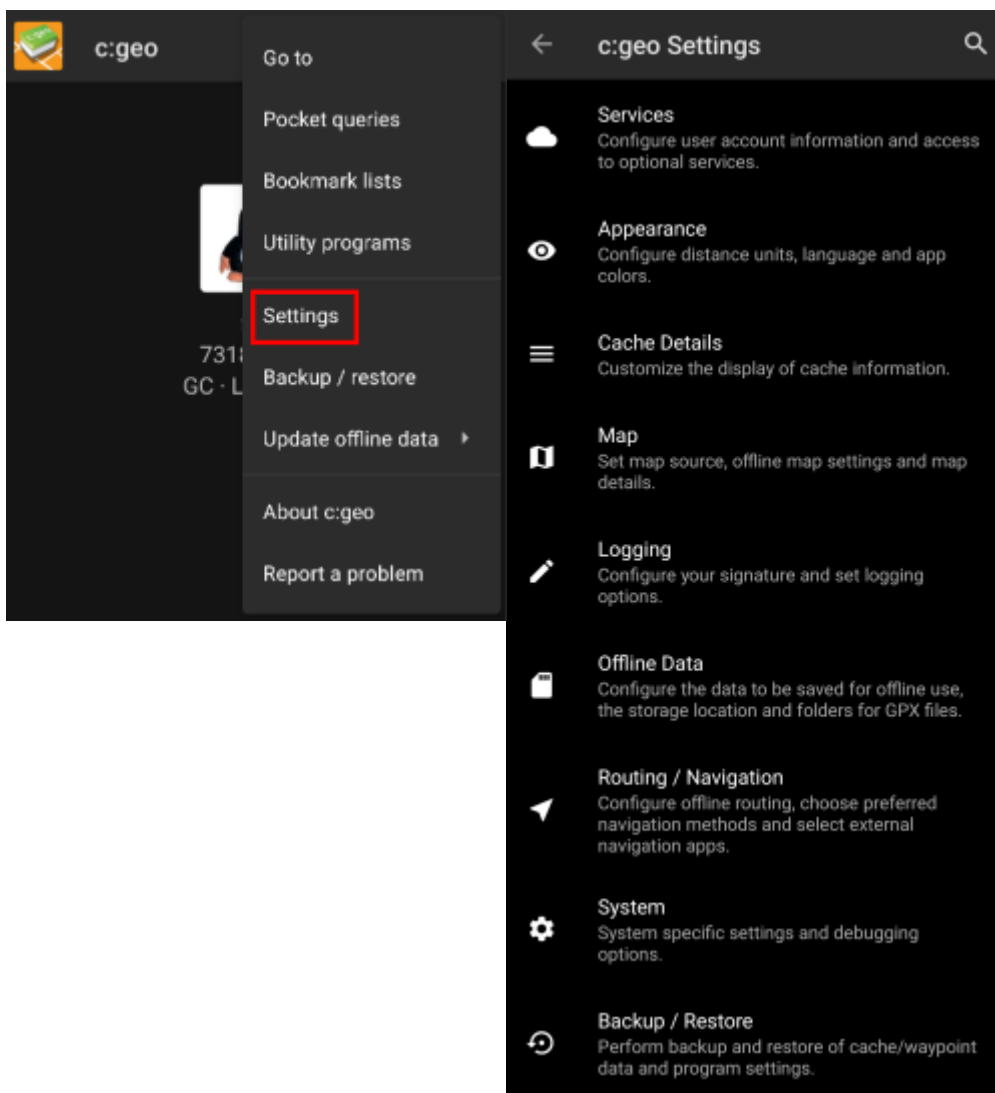 c:geo
Go to
Pocket queries
Bookmark lists
Utility programs
Settings
7318
GC · L
Backup / restore
Update offline data
About c:geo
Report a problem
c:geo Settings
Services
Configure user account information and access
to optional services.
Appearance
Configure distance units, language and app
colors.
Cache Details
Customize the display of cache information.
Map
Set map source, offline map settings and map
details.
Logging
Configure your signature and set logging
options.
Offline Data
Configure the data to be saved for offline use,
the storage location and folders for GPX files.
Routing / Navigation
Configure offline routing, choose preferred
navigation methods and select external
navigation apps.
System
System specific settings and debugging
options.
Backup / Restore
Perform backup and restore of cache/waypoint
data and program settings.